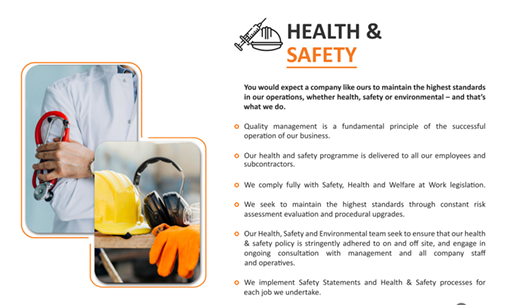 HEALTH &
SAFETY
You would expect a company like ours to maintain the highest standards
in our operations, whether health, safety or environmental – and that's
what we do.
Quality management is a fundamental principle of the successful
operation of our business.
Our health and safety programme is delivered to all our employees and
subcontractors.
We comply fully with Safety, Health and Welfare at Work legislation.
We seek to maintain the highest standards through constant risk
assessment evaluation and procedural upgrades.
Our Health, Safety and Environmental team seek to ensure that our health
& safety policy is stringently adhered to on and off site, and engage in
ongoing consultation with management and all company staff
and operatives.
We implement Safety Statements and Health & Safety processes for
each job we undertake.